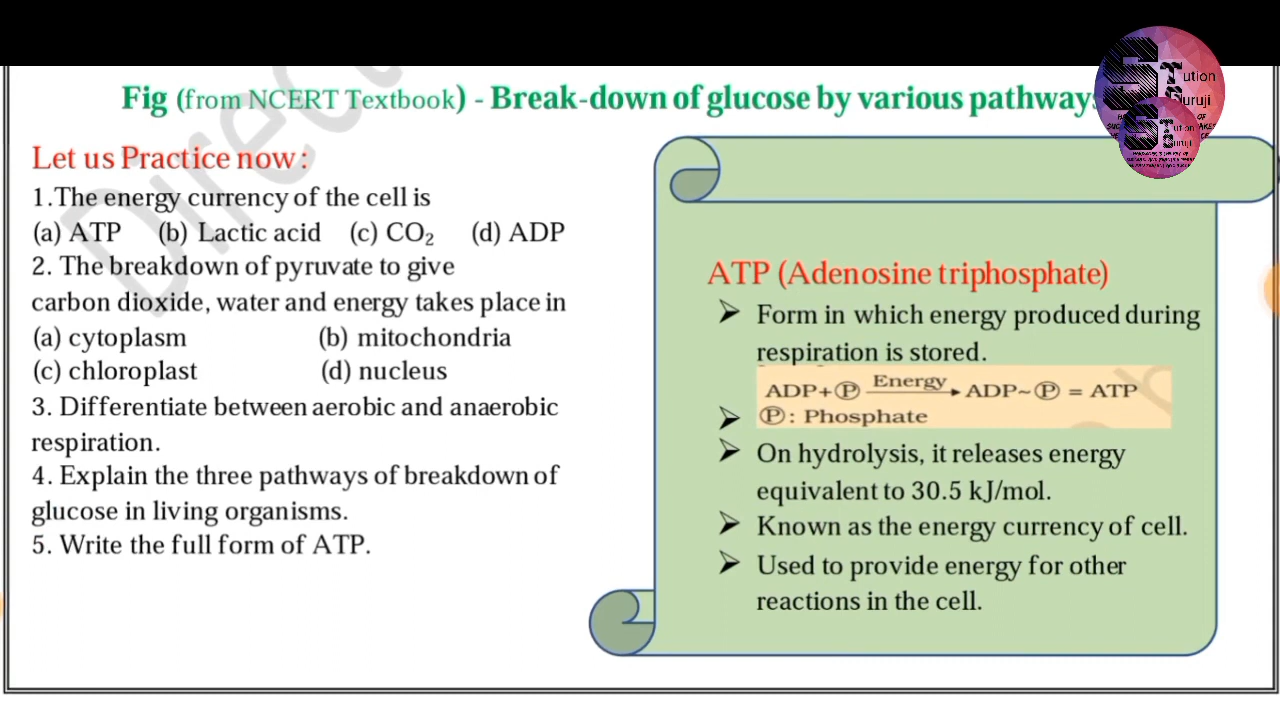 Fig (from NCERT Textbook) - Break-down of glucose by various pathways
Let us Practice now:
1.The energy currency of the cell is
(a) ATP (b) Lactic acid (c) CO₂ (d) ADP
2. The breakdown of pyruvate to give
carbon dioxide, water and energy takes place in
(a) cytoplasm (b) mitochondria
(c) chloroplast (d) nucleus
3. Differentiate between aerobic and anaerobic
respiration.
4. Explain the three pathways of breakdown of
glucose in living organisms.
5. Write the full form of ATP.
ATP (Adenosine triphosphate)
➢ Form in which energy produced during
respiration is stored.
Energy
ADP+Ⓟ → ADP~Ⓟ = ATP
➢ Ⓟ: Phosphate
➢ On hydrolysis, it releases energy
equivalent to 30.5 kJ/mol.
➢ Known as the energy currency of cell.
➢ Used to provide energy for other
reactions in the cell.
Tution
Guruji
Tution
Guruji